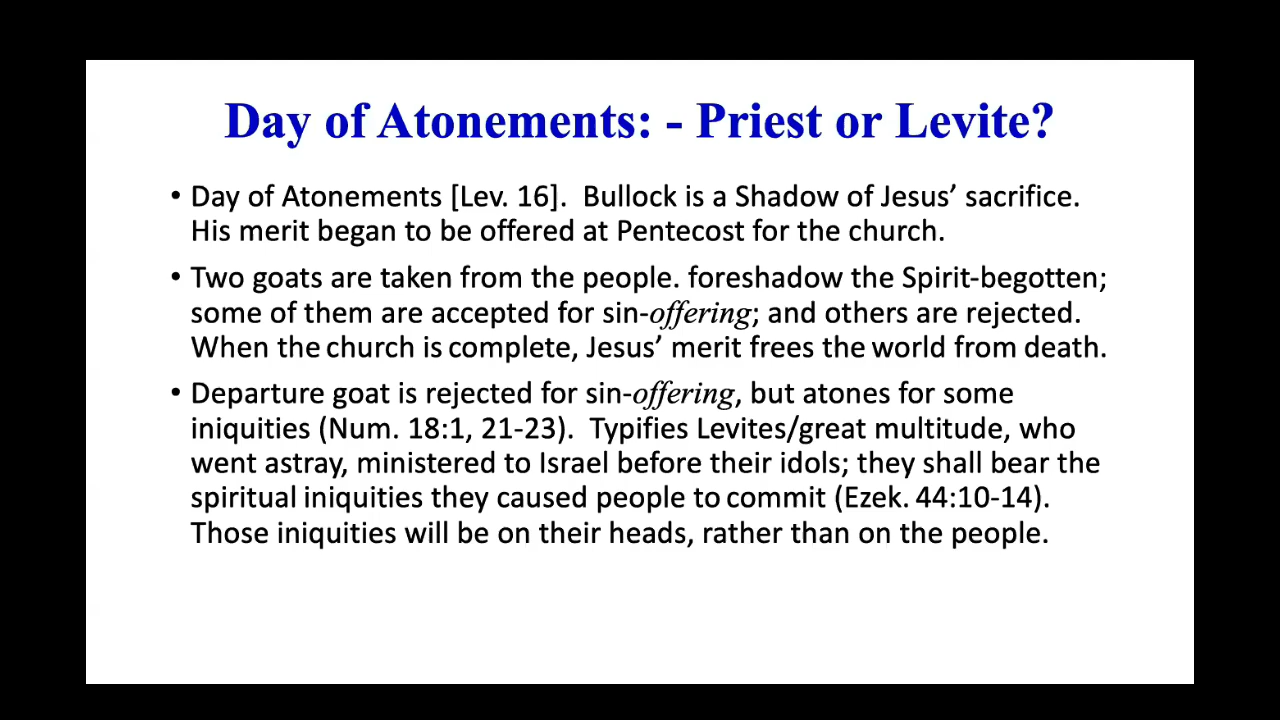 Day of Atonements: - Priest or Levite?
• Day of Atonements [Lev. 16].  Bullock is a Shadow of Jesus’ sacrifice.
His merit began to be offered at Pentecost for the church.
• Two goats are taken from the people. foreshadow the Spirit-begotten;
some of them are accepted for sin-offering; and others are rejected.
When the church is complete, Jesus’ merit frees the world from death.
• Departure goat is rejected for sin-offering, but atones for some
iniquities (Num. 18:1, 21-23).  Typifies Levites/great multitude, who
went astray, ministered to Israel before their idols; they shall bear the
spiritual iniquities they caused people to commit (Ezek. 44:10-14).
Those iniquities will be on their heads, rather than on the people.